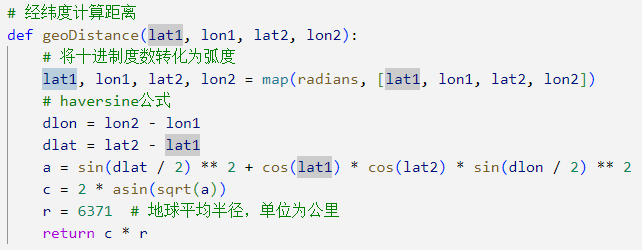 # 经纬度计算距离
def geoDistance(lat1, lon1, lat2, lon2):
    # 将十进制度数转化为弧度
    lat1, lon1, lat2, lon2 = map(radians, [lat1, lon1, lat2, lon2])
    # haversine公式
    dlon = lon2 - lon1
    dlat = lat2 - lat1
    a = sin(dlat / 2) ** 2 + cos(lat1) * cos(lat2) * sin(dlon / 2) ** 2
    c = 2 * asin(sqrt(a))
    r = 6371  # 地球平均半径，单位为公里
    return c * r